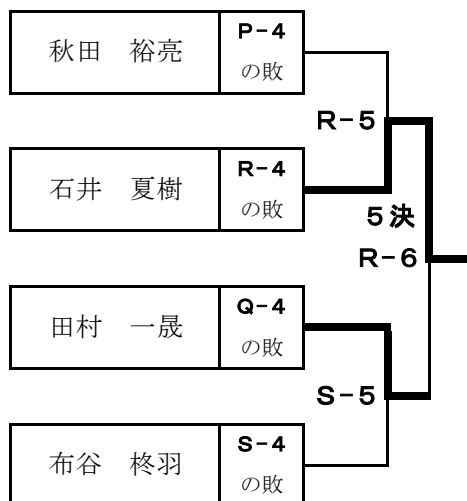 秋田　裕亮
P-4
の敗
R-5
石井　夏樹
R-4
の敗
5決
R-6
田村　一晟
Q-4
の敗
S-5
布谷　柊羽
S-4
の敗